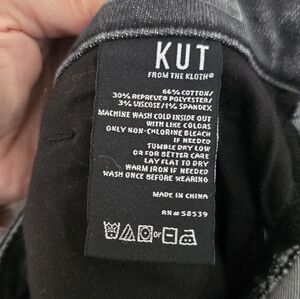 KUT
FROM THE KLOTH®
66% COTTON/
30% REPREVE® POLYESTER/
3% VISCOSE/1% SPANDEX
MACHINE WASH COLD INSIDE OUT
WITH LIKE COLORS
ONLY NON-CHLORINE BLEACH
IF NEEDED
TUMBLE DRY LOW
OR FOR BETTER CARE
LAY FLAT TO DRY
WARM IRON IF NEEDED
WASH ONCE BEFORE WEARING
MADE IN CHINA
RN# 58539
or